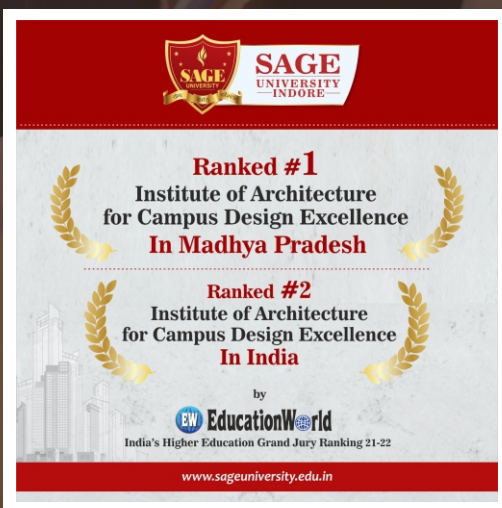 SAGE
UNIVERSITY
SAGE
UNIVERSITY
INDORE
Ranked #1
Institute of Architecture
for Campus Design Excellence
In Madhya Pradesh
Ranked #2
Institute of Architecture
for Campus Design Excellence
In India
by
EW EducationWorld
India's Higher Education Grand Jury Ranking 21-22
www.sageuniversity.edu.in